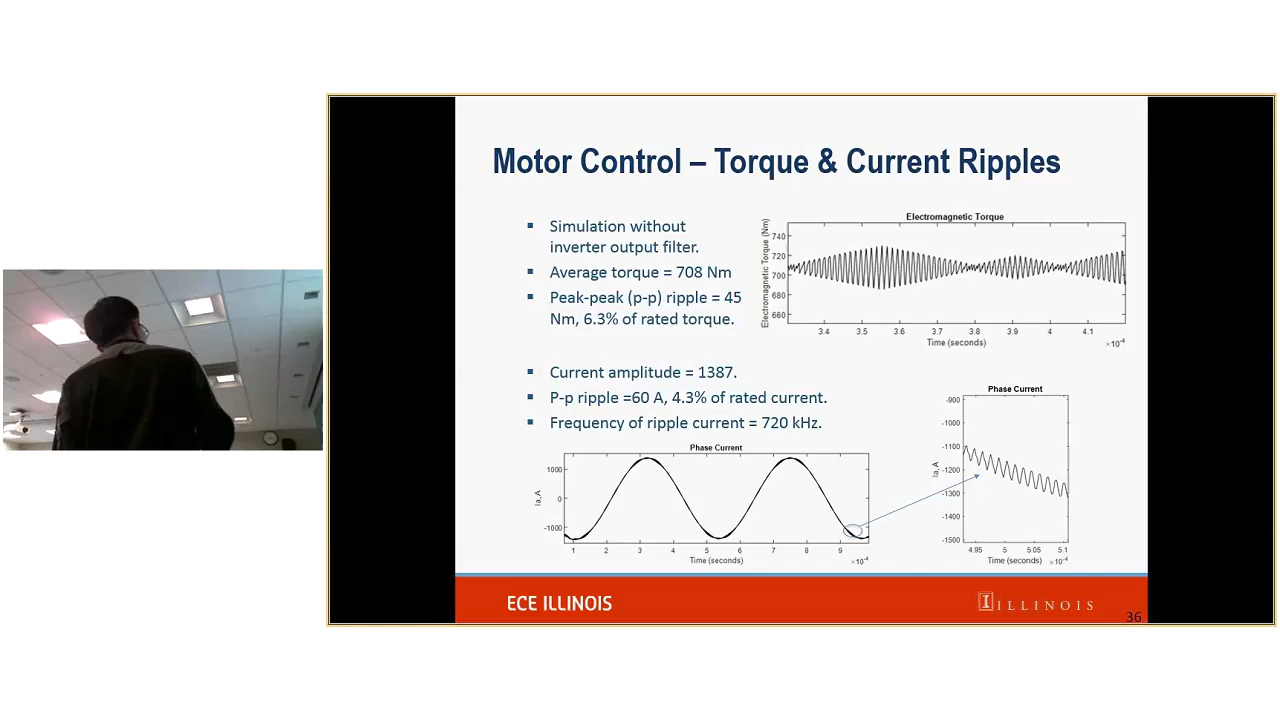 Motor Control – Torque & Current Ripples
▪ Simulation without
inverter output filter.
▪ Average torque = 708 Nm
▪ Peak-peak (p-p) ripple = 45
Nm, 6.3% of rated torque.
▪ Current amplitude = 1387.
▪ P-p ripple =60 A, 4.3% of rated current.
▪ Frequency of ripple current = 720 kHz.
Electromagnetic Torque
Electromagnetic Torque (Nm)
740
720
700
680
660
3.4 3.5 3.6 3.7 3.8 3.9 4 4.1
Time (seconds) ×10⁻⁴
Phase Current
Ia, A
1000
0
-1000
1 2 3 4 5 6 7 8 9
Time (seconds) ×10⁻⁴
Phase Current
Ia, A
-900
-1000
-1100
-1200
-1300
-1400
-1500
4.95 5 5.05 5.1
Time (seconds) ×10⁻⁴
ECE ILLINOIS
I ILLINOIS
36